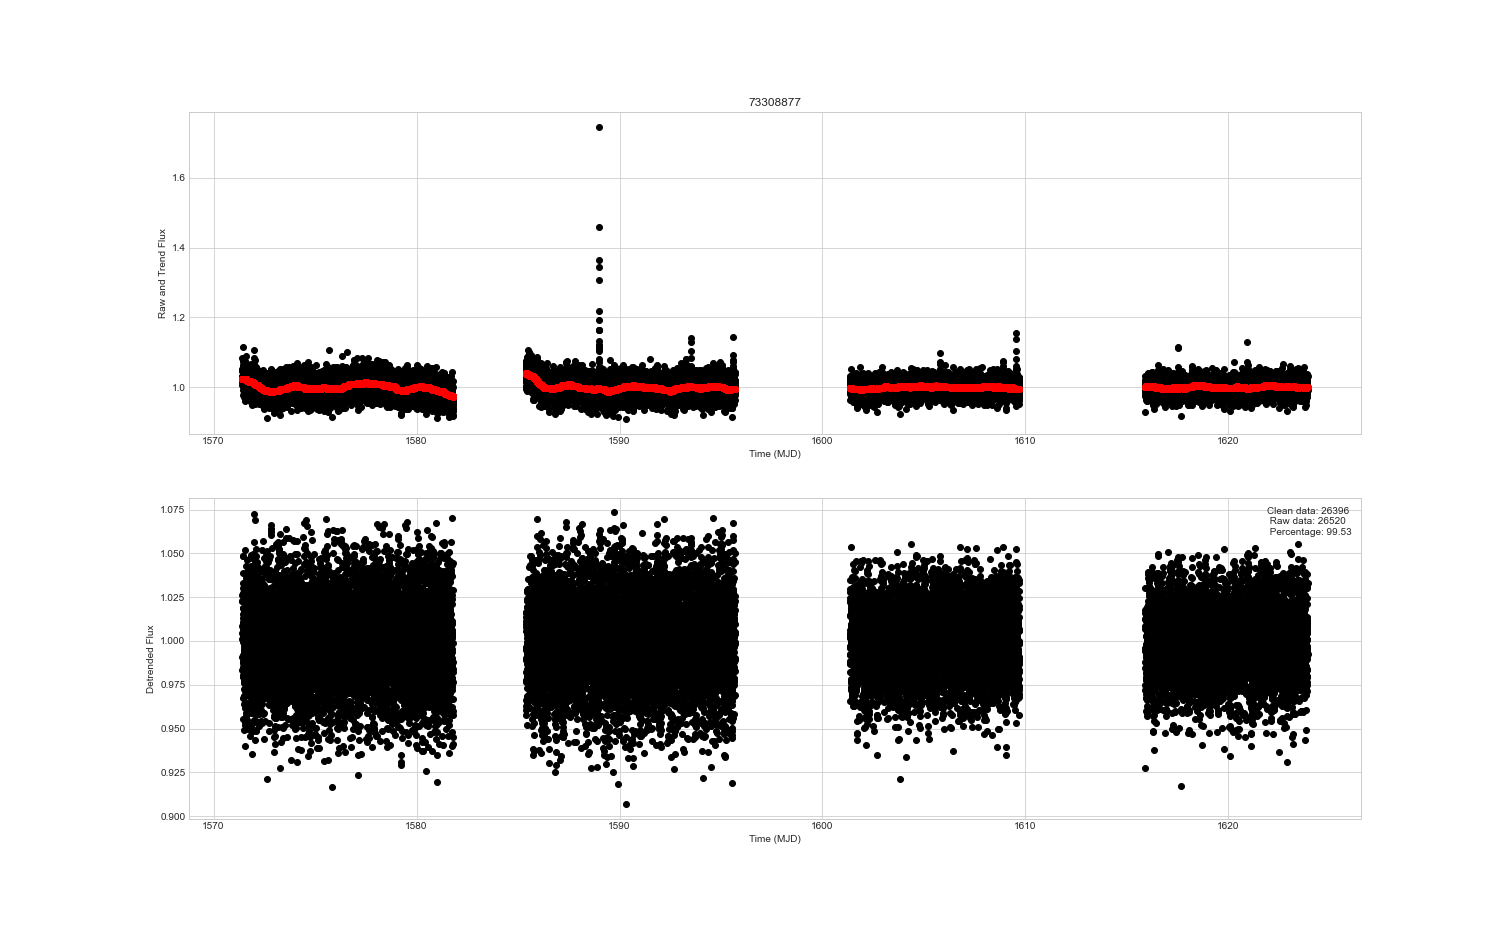 73308877
1.6
1.4
1.2
1.0
Raw and Trend Flux
1570 1580 1590 1600 1610 1620
Time (MJD)
Clean data: 26396
Raw data: 26520
Percentage: 99.53
1.075
1.050
1.025
1.000
0.975
0.950
0.925
0.900
Detrended Flux
1570 1580 1590 1600 1610 1620
Time (MJD)